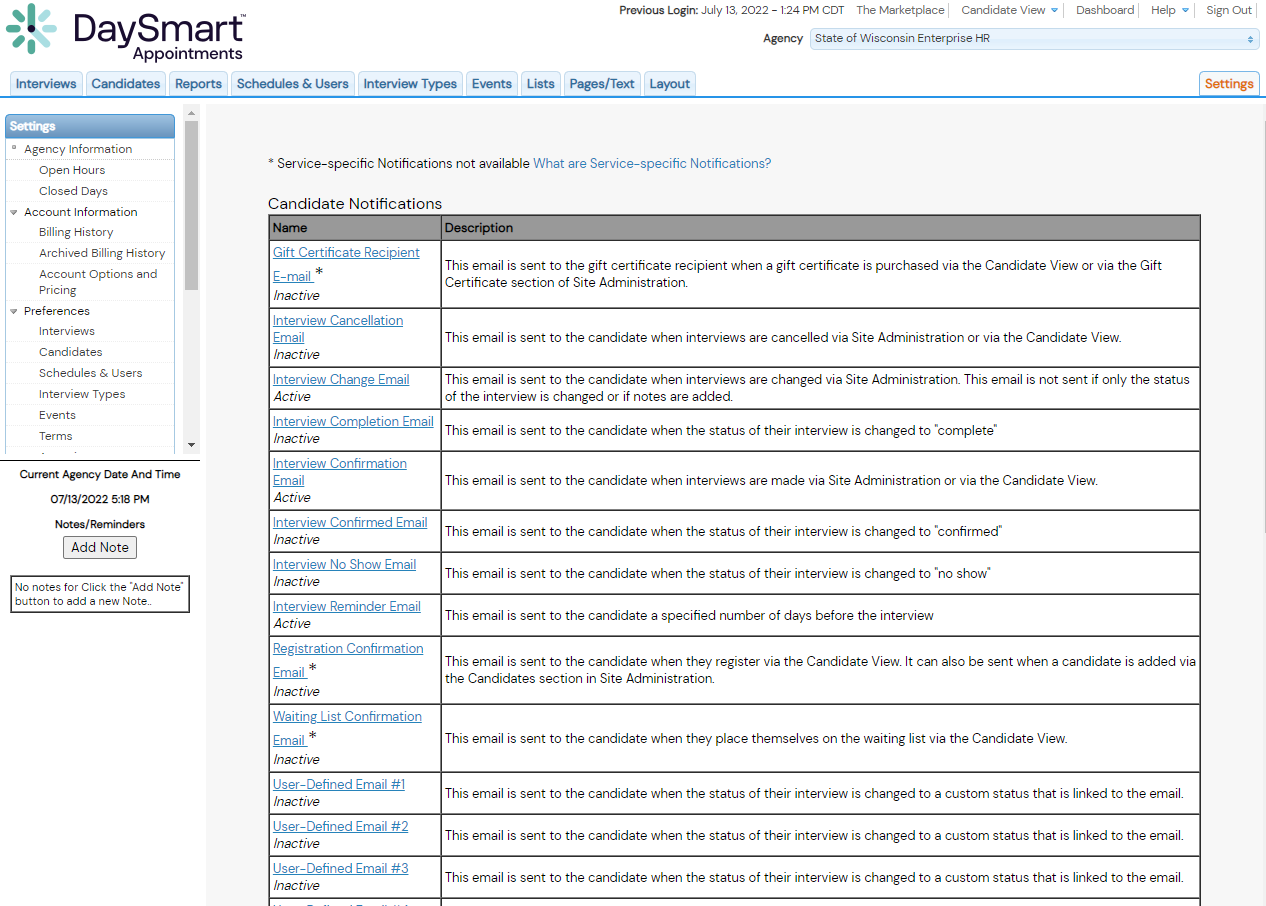 DaySmart™
Appointments
Previous Login: July 13, 2022 - 1:24 PM CDT The Marketplace Candidate View Dashboard Help Sign Out
Agency State of Wisconsin Enterprise HR
Interviews Candidates Reports Schedules & Users Interview Types Events Lists Pages/Text Layout Settings
Settings
Agency Information
Open Hours
Closed Days
Account Information
Billing History
Archived Billing History
Account Options and
Pricing
Preferences
Interviews
Candidates
Schedules & Users
Interview Types
Events
Terms
Current Agency Date And Time
07/13/2022 5:18 PM
Notes/Reminders
Add Note
No notes for Click the "Add Note"
button to add a new Note..
* Service-specific Notifications not available What are Service-specific Notifications?
Candidate Notifications
Name Description
Gift Certificate Recipient
E-mail *
Inactive
This email is sent to the gift certificate recipient when a gift certificate is purchased via the Candidate View or via the Gift
Certificate section of Site Administration.
Interview Cancellation
Email
Inactive
This email is sent to the candidate when interviews are cancelled via Site Administration or via the Candidate View.
Interview Change Email
Active
This email is sent to the candidate when interviews are changed via Site Administration. This email is not sent if only the status
of the interview is changed or if notes are added.
Interview Completion Email
Inactive
This email is sent to the candidate when the status of their interview is changed to "complete"
Interview Confirmation
Email
Active
This email is sent to the candidate when interviews are made via Site Administration or via the Candidate View.
Interview Confirmed Email
Inactive
This email is sent to the candidate when the status of their interview is changed to "confirmed"
Interview No Show Email
Inactive
This email is sent to the candidate when the status of their interview is changed to "no show"
Interview Reminder Email
Active
This email is sent to the candidate a specified number of days before the interview
Registration Confirmation
Email *
Inactive
This email is sent to the candidate when they register via the Candidate View. It can also be sent when a candidate is added via
the Candidates section in Site Administration.
Waiting List Confirmation
Email *
Inactive
This email is sent to the candidate when they place themselves on the waiting list via the Candidate View.
User-Defined Email #1
Inactive
This email is sent to the candidate when the status of their interview is changed to a custom status that is linked to the email.
User-Defined Email #2
Inactive
This email is sent to the candidate when the status of their interview is changed to a custom status that is linked to the email.
User-Defined Email #3
Inactive
This email is sent to the candidate when the status of their interview is changed to a custom status that is linked to the email.